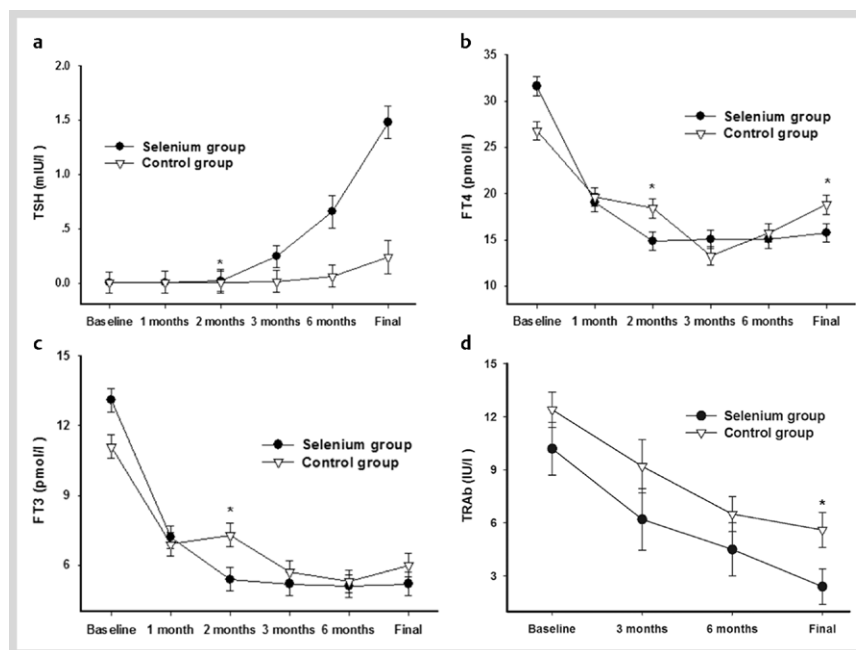 a
2.0
1.5
1.0
.5
0.0
TSH (mIU/l)
Selenium group
Control group
*
Baseline 1 months 2 months 3 months 6 months Final
b
35
30
25
20
15
10
FT4 (pmol/l)
Selenium group
Control group
*
*
Baseline 1 month 2 months 3 months 6 months Final
c
15
12
9
6
FT3 (pmol/l)
Selenium group
Control group
*
Baseline 1 month 2 months 3 months 6 months Final
d
15
12
9
6
3
TRAb (IU/l)
Selenium group
Control group
*
Baseline 3 months 6 months Final